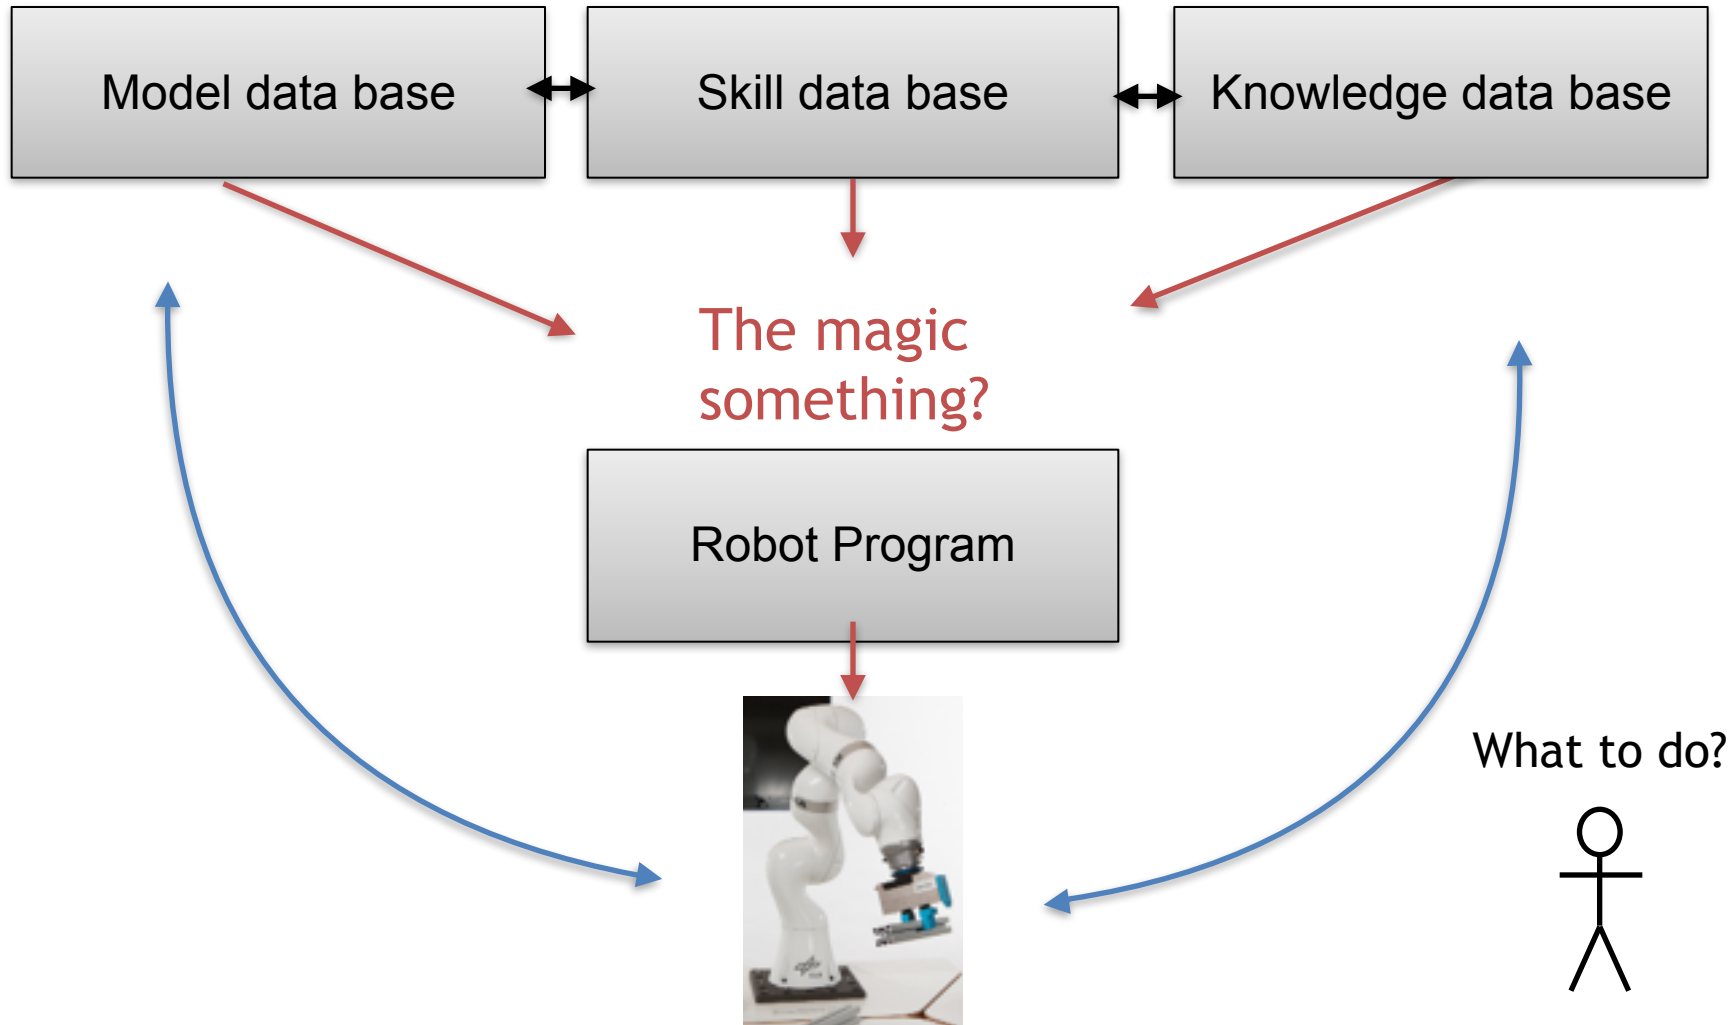 Model data base
Skill data base
Knowledge data base
The magic
something?
Robot Program
What to do?